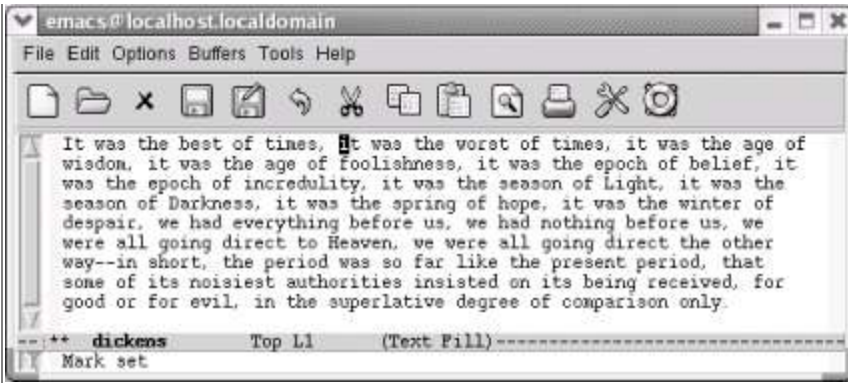 emacs@localhost.localdomain
File Edit Options Buffers Tools Help
It was the best of times, it was the worst of times, it was the age of
wisdom, it was the age of foolishness, it was the epoch of belief, it
was the epoch of incredulity, it was the season of Light, it was the
season of Darkness, it was the spring of hope, it was the winter of
despair, we had everything before us, we had nothing before us, we
were all going direct to Heaven, we were all going direct the other
way--in short, the period was so far like the present period, that
some of its noisiest authorities insisted on its being received, for
good or for evil, in the superlative degree of comparison only.
--:** dickens Top L1 (Text Fill)--------------------------------
Mark set